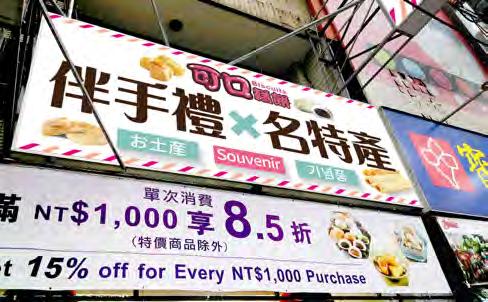 可口
Biscuits
伴手禮×名特產
お土産
Souvenir
기념품
單次消費
滿 NT$1,000 享 8.5 折
(特價商品除外)
15% off for Every NT$1,000 Purchase